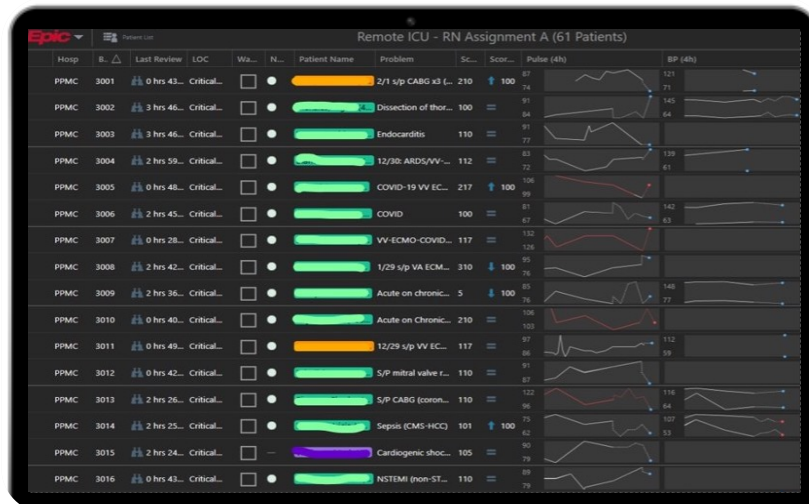 Epic Patient List Remote ICU - RN Assignment A (61 Patients)
Hosp B.. Last Review LOC Wa... N... Patient Name Problem Sc... Scor... Pulse (4h) BP (4h)
PPMC 3001 0 hrs 43... Critical... 2/1 s/p CABG x3 (... 210 100 87 74 121 71
PPMC 3002 3 hrs 46... Critical... Dissection of thor... 100 91 84 145 64
PPMC 3003 3 hrs 46... Critical... Endocarditis 110 91 77
PPMC 3004 2 hrs 59... Critical... 12/30: ARDS/VV-... 112 83 72 139 61
PPMC 3005 0 hrs 48... Critical... COVID-19 VV EC... 217 100 106 99
PPMC 3006 2 hrs 45... Critical... COVID 100 81 67 142 63
PPMC 3007 0 hrs 28... Critical... VV-ECMO-COVID... 117 132 126
PPMC 3008 2 hrs 42... Critical... 1/29 s/p VA ECM... 310 100 95 76
PPMC 3009 2 hrs 36... Critical... Acute on chronic... 5 100 85 76 148 77
PPMC 3010 0 hrs 40... Critical... Acute on Chronic... 210 106 103
PPMC 3011 0 hrs 49... Critical... 12/29 s/p VV EC... 117 97 86 112 59
PPMC 3012 0 hrs 42... Critical... S/P mitral valve r... 110 91 87
PPMC 3013 2 hrs 26... Critical... S/P CABG (coron... 110 122 96 116 64
PPMC 3014 2 hrs 25... Critical... Sepsis (CMS-HCC) 101 100 75 62 107 53
PPMC 3015 2 hrs 24... Critical... Cardiogenic shoc... 105 90 79
PPMC 3016 0 hrs 43... Critical... NSTEMI (non-ST... 110 89 79